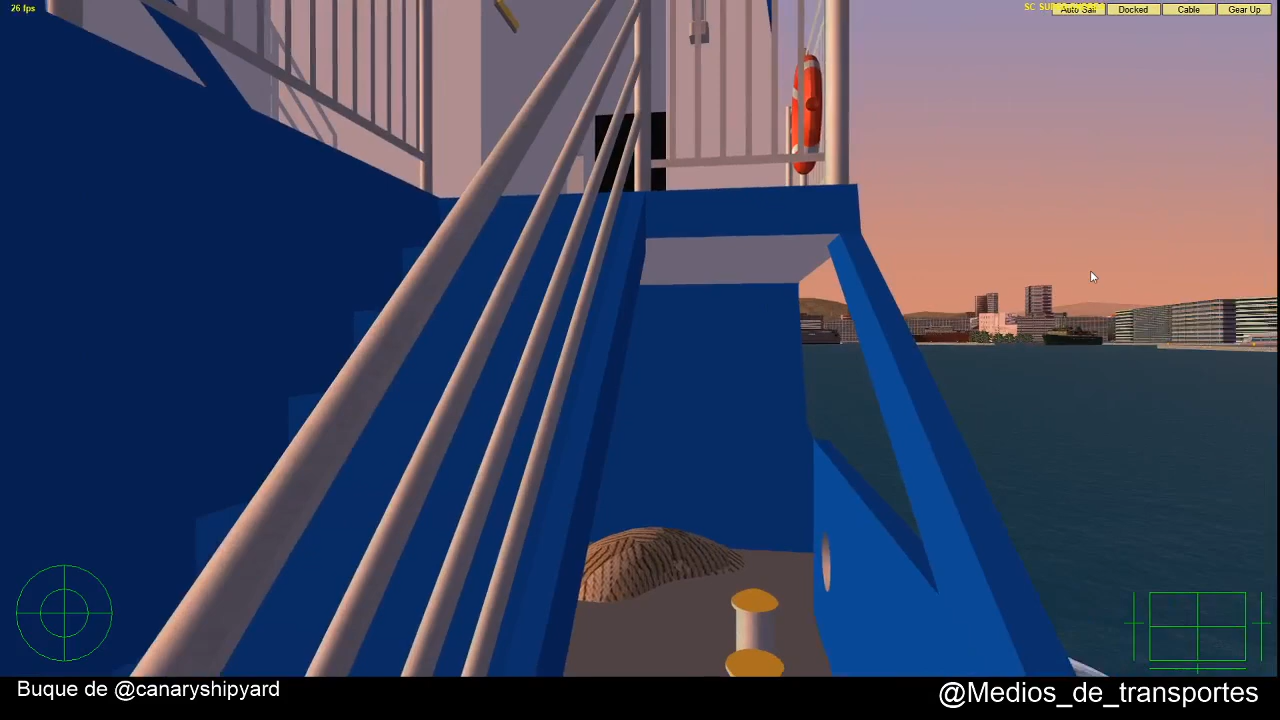 26 fps
Auto Sail Docked Cable Gear Up
Buque de @canaryshipyard
@Medios_de_transportes